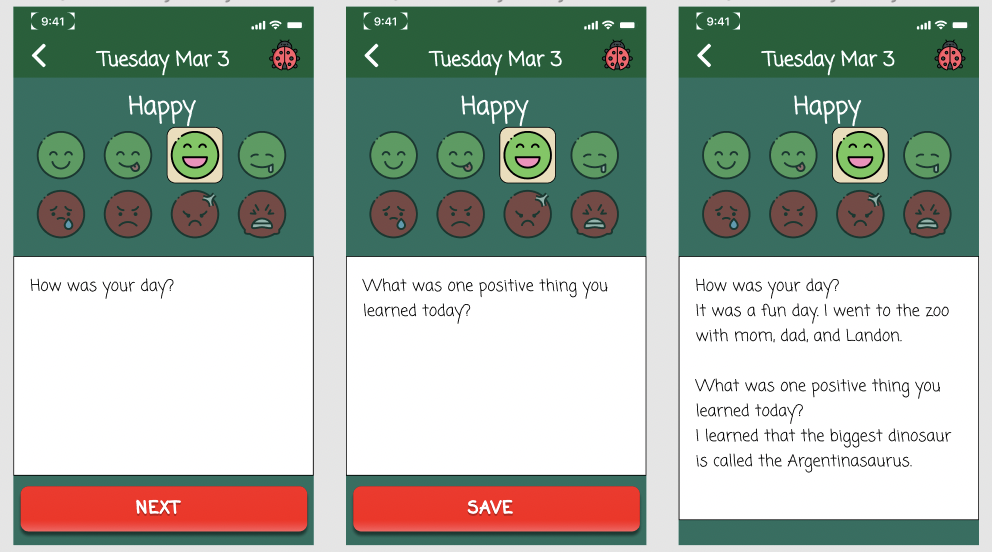 9:41
Tuesday Mar 3
Happy
How was your day?
NEXT
9:41
Tuesday Mar 3
Happy
What was one positive thing you
learned today?
SAVE
9:41
Tuesday Mar 3
Happy
How was your day?
It was a fun day. I went to the zoo
with mom, dad, and Landon.
What was one positive thing you
learned today?
I learned that the biggest dinosaur
is called the Argentinasaurus.